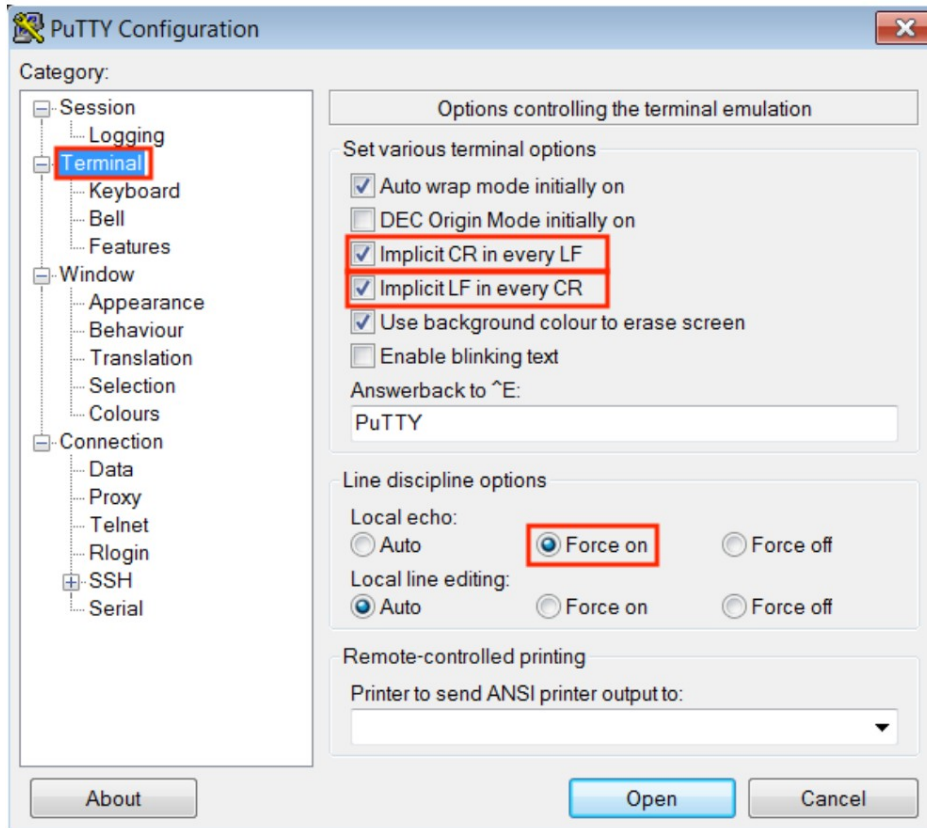 PuTTY Configuration
Category:
Session
Logging
Terminal
Keyboard
Bell
Features
Window
Appearance
Behaviour
Translation
Selection
Colours
Connection
Data
Proxy
Telnet
Rlogin
SSH
Serial
Options controlling the terminal emulation
Set various terminal options
Auto wrap mode initially on
DEC Origin Mode initially on
Implicit CR in every LF
Implicit LF in every CR
Use background colour to erase screen
Enable blinking text
Answerback to ^E:
PuTTY
Line discipline options
Local echo:
Auto Force on Force off
Local line editing:
Auto Force on Force off
Remote-controlled printing
Printer to send ANSI printer output to:
About Open Cancel